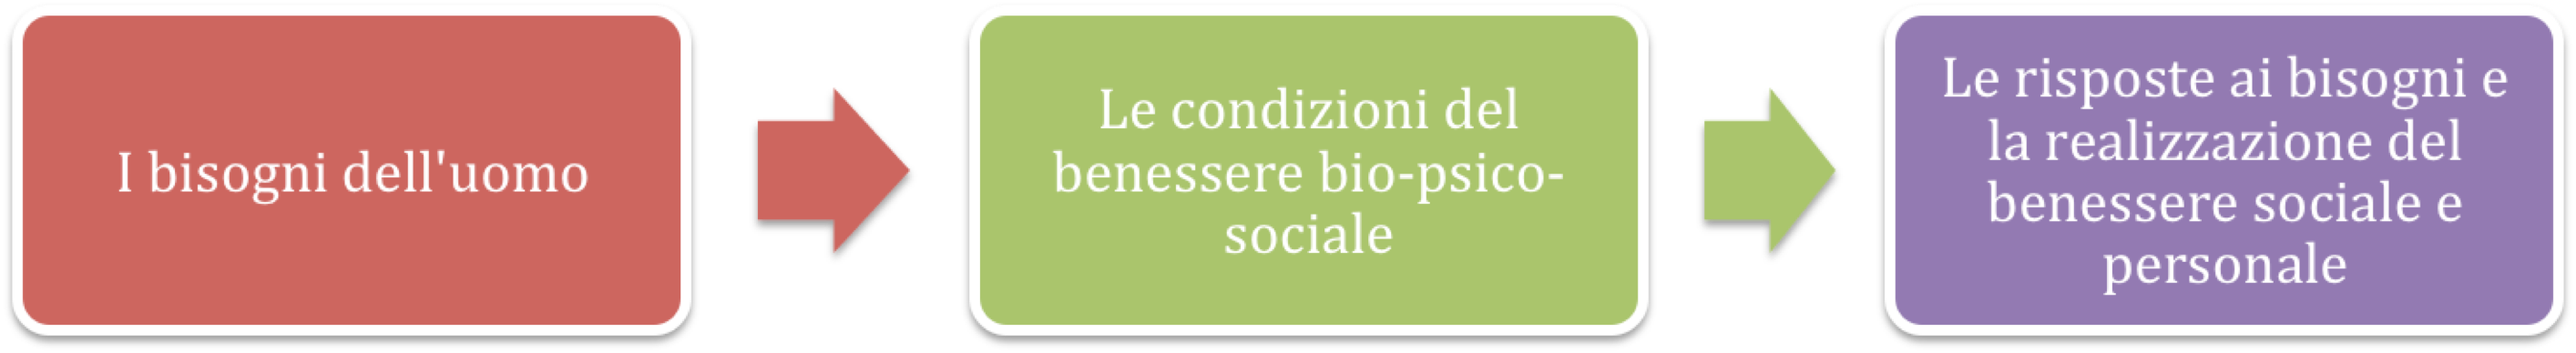 I bisogni dell'uomo
Le condizioni del
benessere bio-psico-
sociale
Le risposte ai bisogni e
la realizzazione del
benessere sociale e
personale